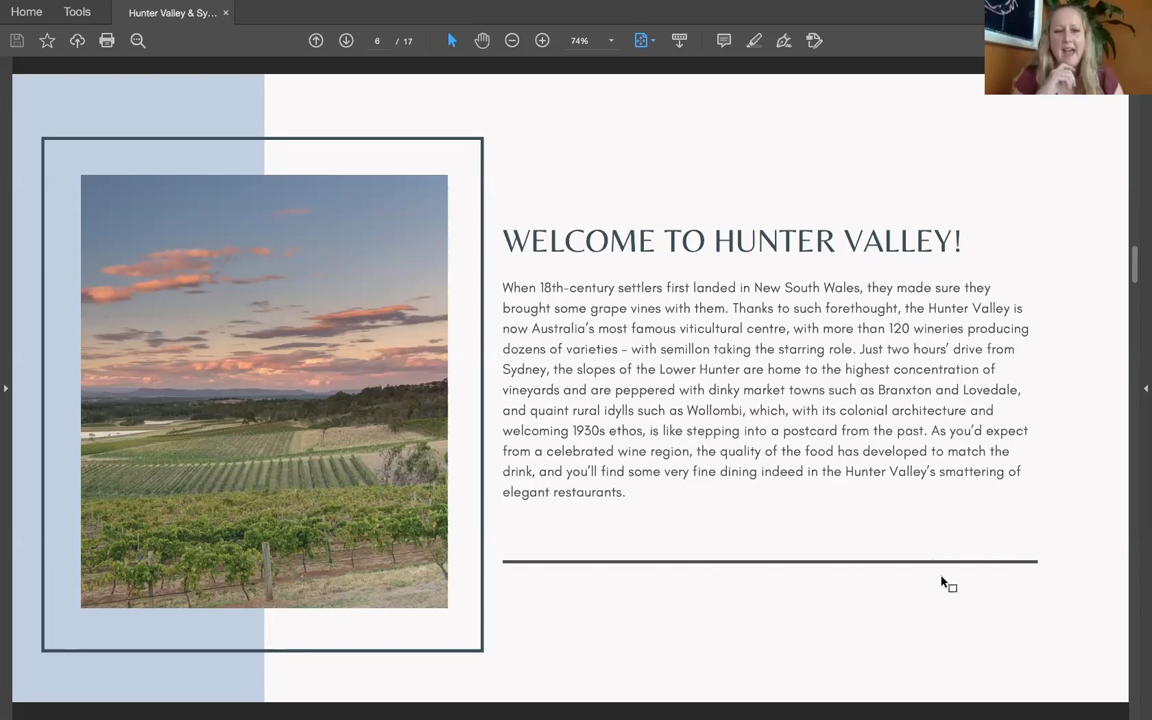 Home Tools Hunter Valley & Sy... ×
6 / 17 74%
WELCOME TO HUNTER VALLEY!
When 18th-century settlers first landed in New South Wales, they made sure they
brought some grape vines with them. Thanks to such forethought, the Hunter Valley is
now Australia's most famous viticultural centre, with more than 120 wineries producing
dozens of varieties – with semillon taking the starring role. Just two hours' drive from
Sydney, the slopes of the Lower Hunter are home to the highest concentration of
vineyards and are peppered with dinky market towns such as Branxton and Lovedale,
and quaint rural idylls such as Wollombi, which, with its colonial architecture and
welcoming 1930s ethos, is like stepping into a postcard from the past. As you'd expect
from a celebrated wine region, the quality of the food has developed to match the
drink, and you'll find some very fine dining indeed in the Hunter Valley's smattering of
elegant restaurants.